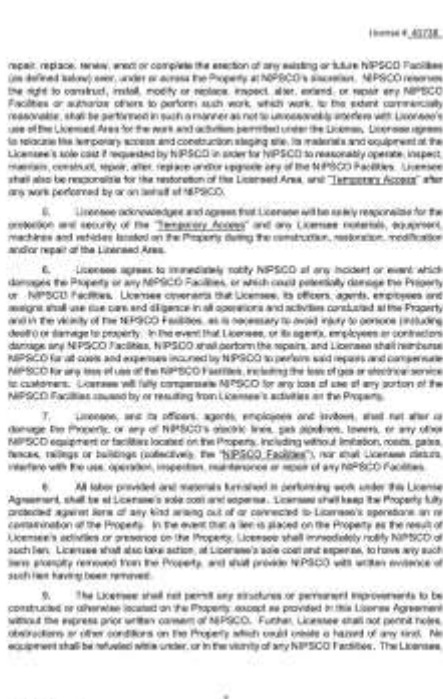 License # 40738
repair, replace, renew, erect or complete the erection of any existing or future NIPSCO Facilities
(as defined below) over, under or across the Property at NIPSCO's discretion. NIPSCO reserves
the right to construct, install, modify or replace, inspect, alter, extend, or repair any NIPSCO
Facilities or authorize others to perform such work, which work, to the extent commercially
reasonable, shall be performed in such a manner as not to unreasonably interfere with Licensee's
use of the Licensed Area for the work and activities permitted under the License. Licensee agrees
to relocate the temporary access and construction staging site, its materials and equipment at the
Licensee's sole cost if requested by NIPSCO in order for NIPSCO to reasonably operate, inspect,
maintain, construct, repair, alter, replace and/or upgrade any of the NIPSCO Facilities. Licensee
shall also be responsible for the restoration of the Licensed Area, and "Temporary Access" after
any work performed by or on behalf of NIPSCO.
5. Licensee acknowledges and agrees that Licensee will be solely responsible for the
protection and security of the "Temporary Access" and any Licensee materials, equipment,
machines and vehicles located on the Property during the construction, restoration, modification
and/or repair of the Licensed Area.
6. Licensee agrees to immediately notify NIPSCO of any incident or event which
damages the Property or any NIPSCO Facilities, or which could potentially damage the Property
or NIPSCO Facilities. Licensee covenants that Licensee, its officers, agents, employees and
assigns shall use due care and diligence in all operations and activities conducted at the Property
and in the vicinity of the NIPSCO Facilities, as is necessary to avoid injury to persons (including
death) or damage to property. In the event that Licensee, or its agents, employees or contractors
damage any NIPSCO Facilities, NIPSCO shall perform the repairs, and Licensee shall reimburse
NIPSCO for all costs and expenses incurred by NIPSCO to perform said repairs and compensate
NIPSCO for any loss of use of the NIPSCO Facilities, including the loss of gas or electrical service
to customers. Licensee will fully compensate NIPSCO for any loss of use of any portion of the
NIPSCO Facilities caused by or resulting from Licensee's activities on the Property.
7. Licensee, and its officers, agents, employees and invitees, shall not alter or
damage the Property, or any of NIPSCO's electric lines, gas pipelines, towers, or any other
NIPSCO equipment or facilities located on the Property, including without limitation, roads, gates,
fences, railings or buildings (collectively, the "NIPSCO Facilities"), nor shall Licensee disturb,
interfere with the use, operation, inspection, maintenance or repair of any NIPSCO Facilities.
8. All labor provided and materials furnished in performing work under this License
Agreement, shall be at Licensee's sole cost and expense. Licensee shall keep the Property fully
protected against liens of any kind arising out of or connected to Licensee's operations on or
contamination of the Property. In the event that a lien is placed on the Property as the result of
Licensee's activities or presence on the Property, Licensee shall immediately notify NIPSCO of
such lien. Licensee shall also take action, at Licensee's sole cost and expense, to have any such
liens promptly removed from the Property, and shall provide NIPSCO with written evidence of
such lien having been removed.
9. The Licensee shall not permit any structures or permanent improvements to be
constructed or otherwise located on the Property, except as provided in this License Agreement
without the express prior written consent of NIPSCO. Further, Licensee shall not permit holes,
obstructions or other conditions on the Property which could create a hazard of any kind. No
equipment shall be refueled while under, or in the vicinity of any NIPSCO Facilities. The Licensee,